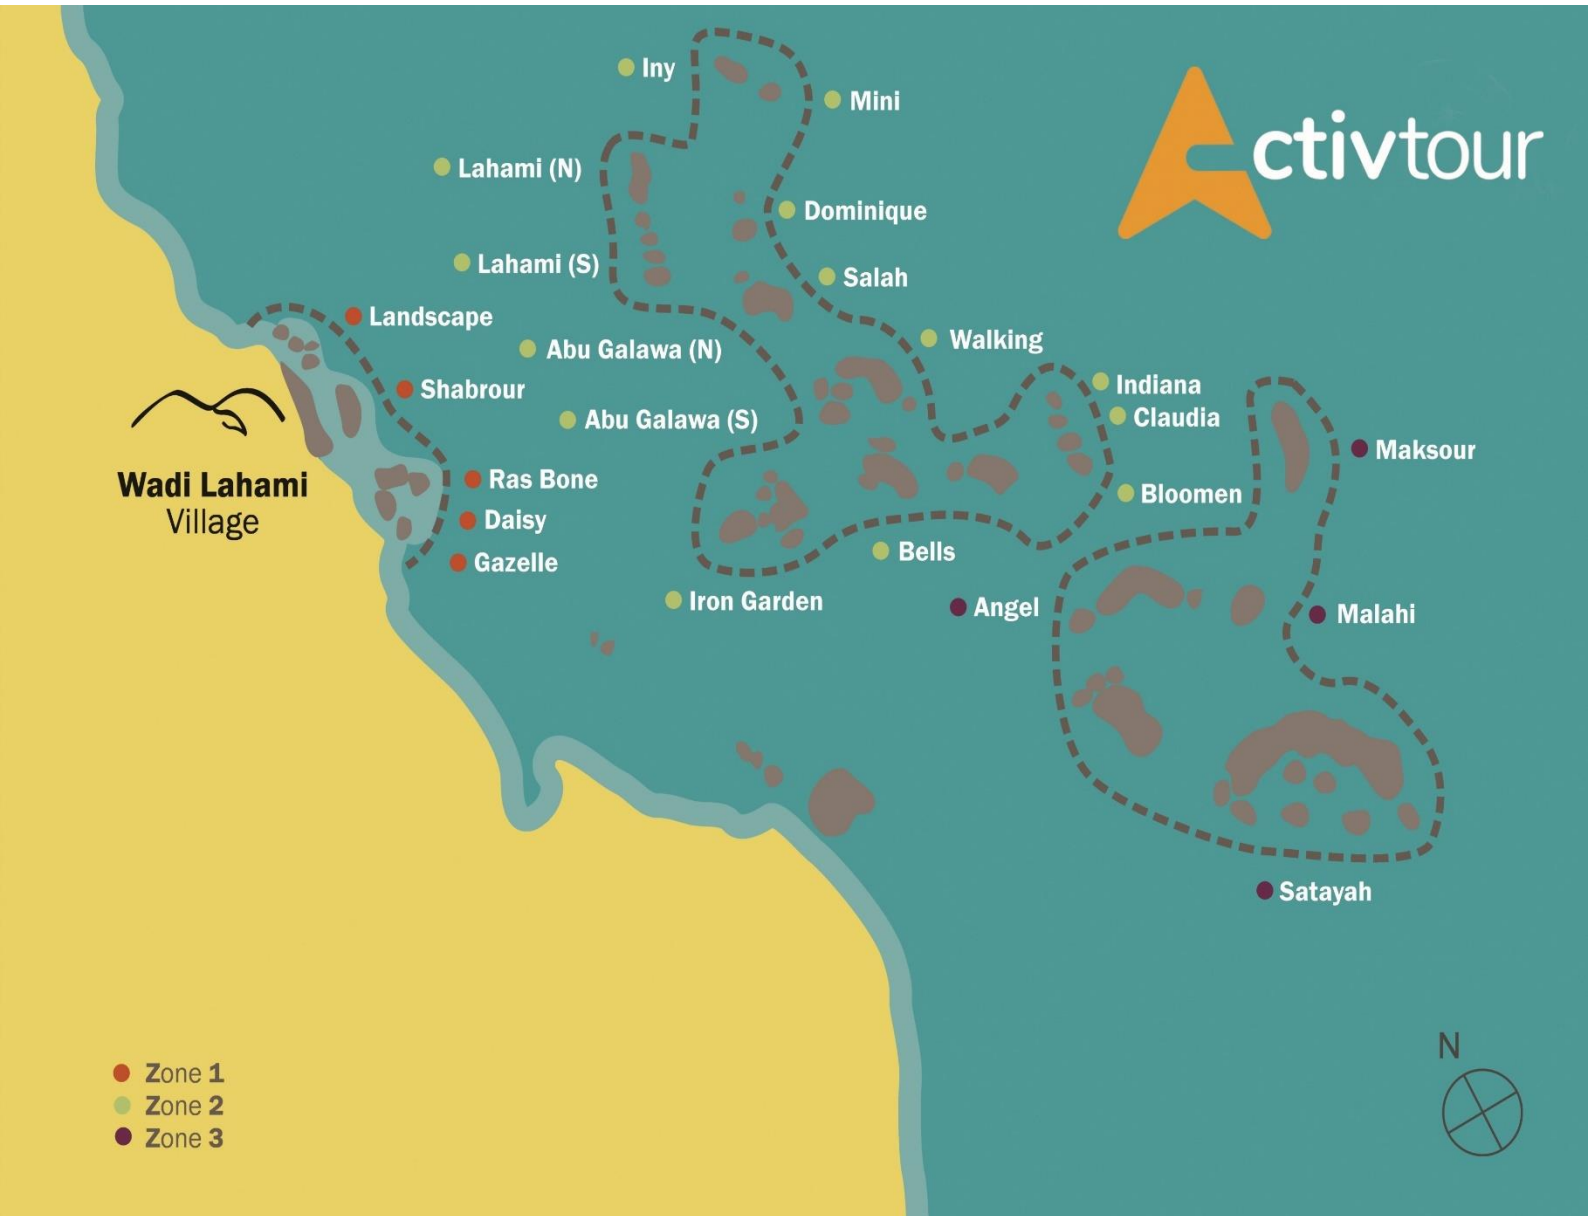 Iny
Mini
Activtour
Lahami (N)
Dominique
Lahami (S)
Salah
Landscape
Walking
Abu Galawa (N)
Indiana
Shabrour
Claudia
Abu Galawa (S)
Maksour
Wadi Lahami
Village
Ras Bone
Bloomen
Daisy
Bells
Gazelle
Iron Garden
Angel
Malahi
Satayah
N
Zone 1
Zone 2
Zone 3